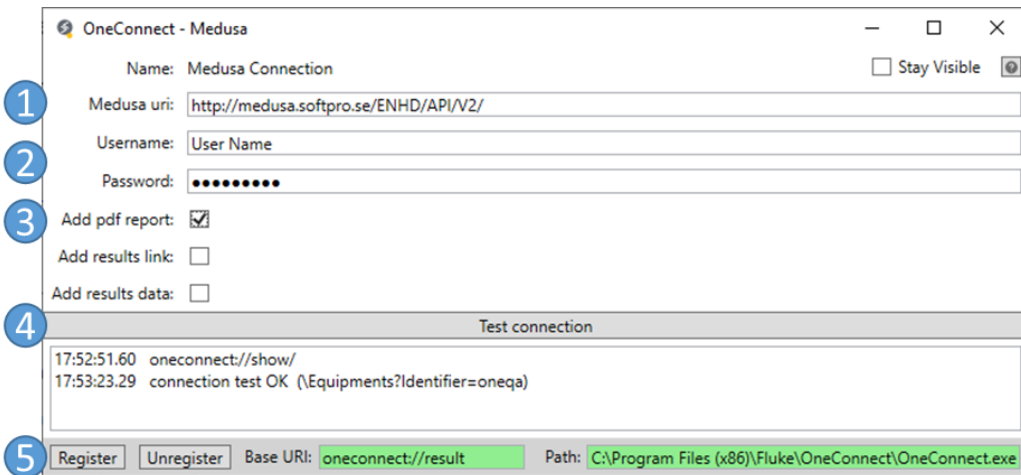 OneConnect - Medusa
Name: Medusa Connection
Stay Visible ?
1 Medusa uri: http://medusa.softpro.se/ENHD/API/V2/
Username: User Name
2
Password: ●●●●●●●●●
3 Add pdf report:
Add results link:
Add results data:
4 Test connection
17:52:51.60 oneconnect://show/
17:53:23.29 connection test OK (\Equipments?Identifier=oneqa)
5 Register Unregister Base URI: oneconnect://result Path: C:\Program Files (x86)\Fluke\OneConnect\OneConnect.exe